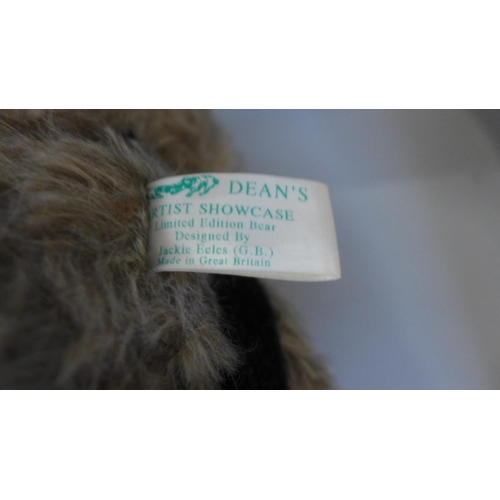 DEAN'S
ARTIST SHOWCASE
Limited Edition Bear
Designed By
Jackie Eeles (G.B.)
Made in Great Britain